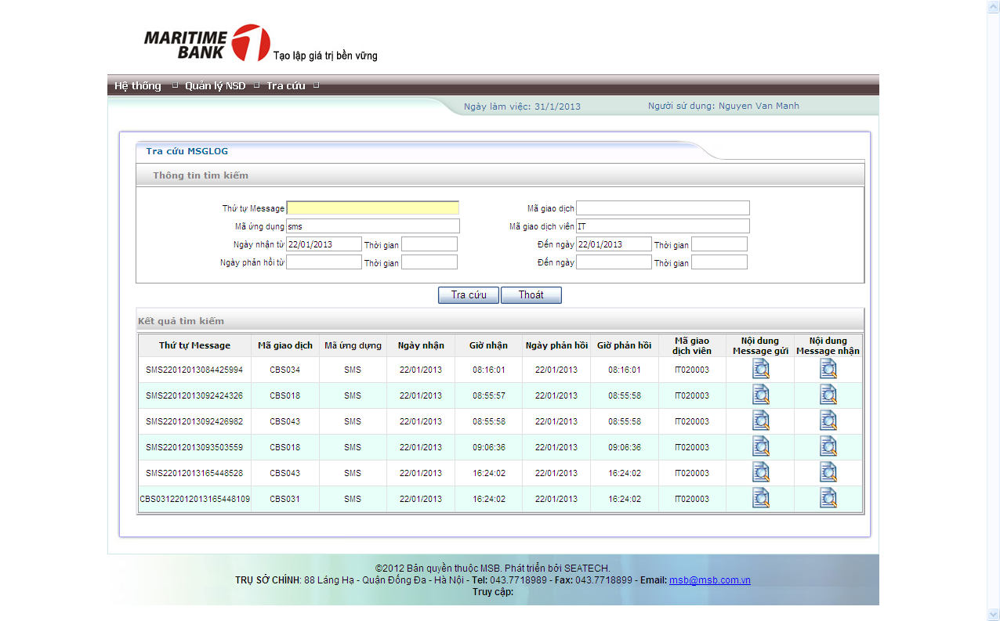 MARITIME
BANK Tạo lập giá trị bền vững
Hệ thống Quản lý NSD Tra cứu
Ngày làm việc: 31/1/2013 Người sử dụng: Nguyen Van Manh
Tra cứu MSGLOG
Thông tin tìm kiếm
Thứ tự Message Mã giao dịch
Mã ứng dụng sms Mã giao dịch viên IT
Ngày nhận từ 22/01/2013 Thời gian Đến ngày 22/01/2013 Thời gian
Ngày phản hồi từ Thời gian Đến ngày Thời gian
Tra cứu Thoát
Kết quả tìm kiếm
Thứ tự Message Mã giao dịch Mã ứng dụng Ngày nhận Giờ nhận Ngày phản hồi Giờ phản hồi Mã giao dịch viên Nội dung Message gửi Nội dung Message nhận
SMS22012013084425994 CBS034 SMS 22/01/2013 08:16:01 22/01/2013 08:16:01 IT020003
SMS22012013092424326 CBS018 SMS 22/01/2013 08:55:57 22/01/2013 08:55:58 IT020003
SMS22012013092426982 CBS043 SMS 22/01/2013 08:55:58 22/01/2013 08:55:58 IT020003
SMS22012013093503559 CBS018 SMS 22/01/2013 09:06:36 22/01/2013 09:06:36 IT020003
SMS22012013165448528 CBS043 SMS 22/01/2013 16:24:02 22/01/2013 16:24:02 IT020003
CBS03122012013165448109 CBS031 SMS 22/01/2013 16:24:02 22/01/2013 16:24:02 IT020003
©2012 Bản quyền thuộc MSB. Phát triển bởi SEATECH.
TRỤ SỞ CHÍNH: 88 Láng Hạ - Quận Đống Đa - Hà Nội - Tel: 043.7718989 - Fax: 043.7718899 - Email: msb@msb.com.vn
Truy cập: